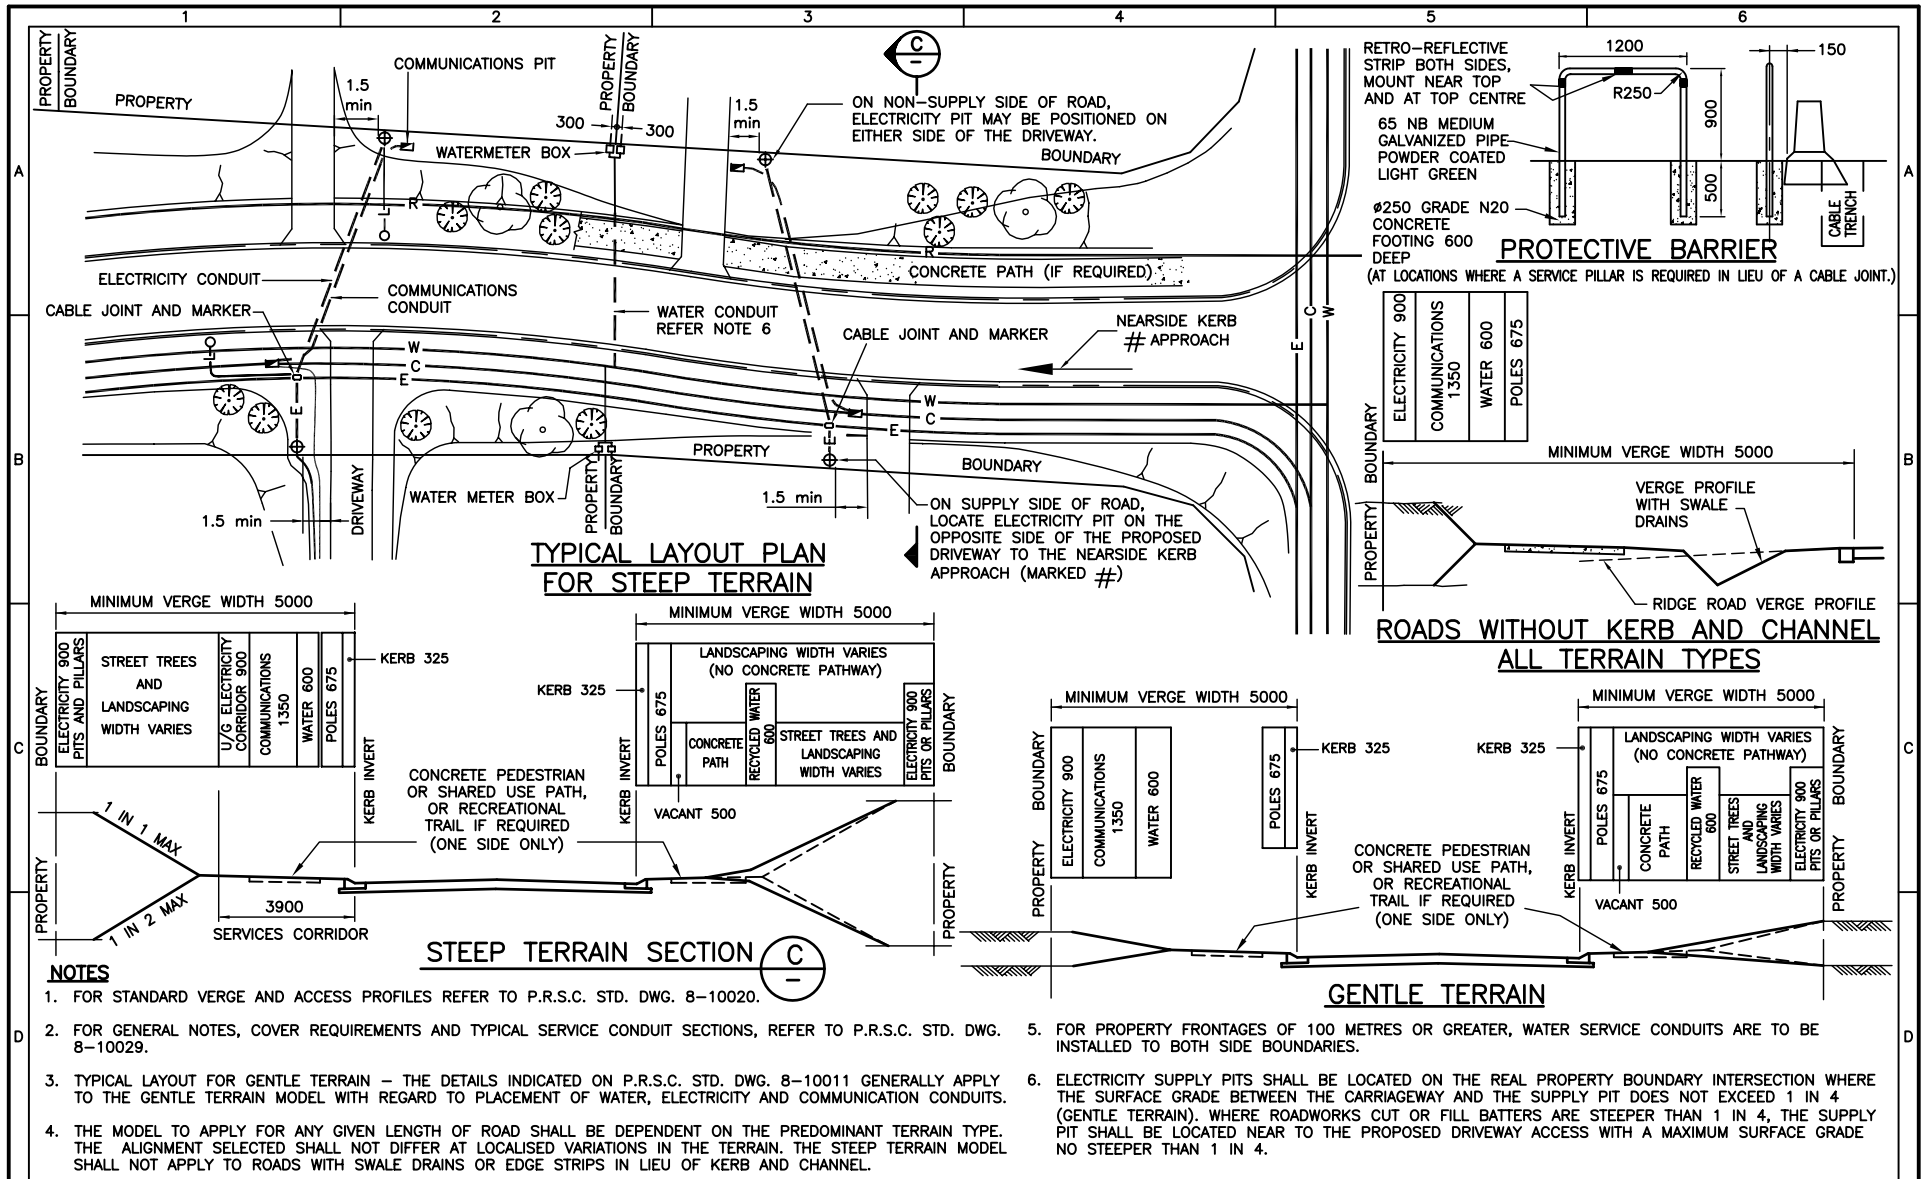 1 2 3 4 5 6
A
B
C
D
A
B
C
D
PROPERTY
BOUNDARY
PROPERTY
1.5
min
COMMUNICATIONS PIT
PROPERTY
BOUNDARY
300
300
WATERMETER BOX
C
–
1.5
min
ON NON-SUPPLY SIDE OF ROAD,
ELECTRICITY PIT MAY BE POSITIONED ON
EITHER SIDE OF THE DRIVEWAY.
BOUNDARY
R
L
R
CONCRETE PATH (IF REQUIRED)
ELECTRICITY CONDUIT
COMMUNICATIONS
CONDUIT
CABLE JOINT AND MARKER
WATER CONDUIT
REFER NOTE 6
CABLE JOINT AND MARKER
NEARSIDE KERB
# APPROACH
E
C
W
L
W
C
E
E
W
C
E
E
PROPERTY
BOUNDARY
WATER METER BOX
PROPERTY
BOUNDARY
1.5 min
DRIVEWAY
1.5 min
ON SUPPLY SIDE OF ROAD,
LOCATE ELECTRICITY PIT ON THE
OPPOSITE SIDE OF THE PROPOSED
DRIVEWAY TO THE NEARSIDE KERB
APPROACH (MARKED #)
TYPICAL LAYOUT PLAN
FOR STEEP TERRAIN
RETRO-REFLECTIVE
STRIP BOTH SIDES,
MOUNT NEAR TOP
AND AT TOP CENTRE
65 NB MEDIUM
GALVANIZED PIPE
POWDER COATED
LIGHT GREEN
ø250 GRADE N20
CONCRETE
FOOTING 600
DEEP
1200
R250
900
500
150
CABLE
TRENCH
PROTECTIVE BARRIER
(AT LOCATIONS WHERE A SERVICE PILLAR IS REQUIRED IN LIEU OF A CABLE JOINT.)
ELECTRICITY 900
COMMUNICATIONS
1350
WATER 600
POLES 675
PROPERTY BOUNDARY
MINIMUM VERGE WIDTH 5000
VERGE PROFILE
WITH SWALE
DRAINS
RIDGE ROAD VERGE PROFILE
ROADS WITHOUT KERB AND CHANNEL
ALL TERRAIN TYPES
MINIMUM VERGE WIDTH 5000
PROPERTY BOUNDARY
ELECTRICITY 900
PITS AND PILLARS
STREET TREES
AND
LANDSCAPING
WIDTH VARIES
U/G ELECTRICITY
CORRIDOR 900
COMMUNICATIONS
1350
WATER 600
POLES 675
KERB 325
KERB INVERT
1 IN 1 MAX
1 IN 2 MAX
3900
SERVICES CORRIDOR
CONCRETE PEDESTRIAN
OR SHARED USE PATH,
OR RECREATIONAL
TRAIL IF REQUIRED
(ONE SIDE ONLY)
MINIMUM VERGE WIDTH 5000
KERB 325
KERB INVERT
POLES 675
LANDSCAPING WIDTH VARIES
(NO CONCRETE PATHWAY)
CONCRETE
PATH
RECYCLED WATER
600
STREET TREES AND
LANDSCAPING
WIDTH VARIES
ELECTRICITY 900
PITS OR PILLARS
VACANT 500
PROPERTY BOUNDARY
STEEP TERRAIN SECTION
C
–
MINIMUM VERGE WIDTH 5000
PROPERTY BOUNDARY
ELECTRICITY 900
COMMUNICATIONS
1350
WATER 600
POLES 675
KERB 325
KERB INVERT
CONCRETE PEDESTRIAN
OR SHARED USE PATH,
OR RECREATIONAL
TRAIL IF REQUIRED
(ONE SIDE ONLY)
MINIMUM VERGE WIDTH 5000
KERB 325
KERB INVERT
POLES 675
LANDSCAPING WIDTH VARIES
(NO CONCRETE PATHWAY)
CONCRETE
PATH
RECYCLED WATER
600
STREET TREES
AND
LANDSCAPING
WIDTH VARIES
ELECTRICITY 900
PITS OR PILLARS
VACANT 500
PROPERTY BOUNDARY
GENTLE TERRAIN
NOTES
1. FOR STANDARD VERGE AND ACCESS PROFILES REFER TO P.R.S.C. STD. DWG. 8-10020.
2. FOR GENERAL NOTES, COVER REQUIREMENTS AND TYPICAL SERVICE CONDUIT SECTIONS, REFER TO P.R.S.C. STD. DWG.
8-10029.
3. TYPICAL LAYOUT FOR GENTLE TERRAIN – THE DETAILS INDICATED ON P.R.S.C. STD. DWG. 8-10011 GENERALLY APPLY
TO THE GENTLE TERRAIN MODEL WITH REGARD TO PLACEMENT OF WATER, ELECTRICITY AND COMMUNICATION CONDUITS.
4. THE MODEL TO APPLY FOR ANY GIVEN LENGTH OF ROAD SHALL BE DEPENDENT ON THE PREDOMINANT TERRAIN TYPE.
THE ALIGNMENT SELECTED SHALL NOT DIFFER AT LOCALISED VARIATIONS IN THE TERRAIN. THE STEEP TERRAIN MODEL
SHALL NOT APPLY TO ROADS WITH SWALE DRAINS OR EDGE STRIPS IN LIEU OF KERB AND CHANNEL.
5. FOR PROPERTY FRONTAGES OF 100 METRES OR GREATER, WATER SERVICE CONDUITS ARE TO BE
INSTALLED TO BOTH SIDE BOUNDARIES.
6. ELECTRICITY SUPPLY PITS SHALL BE LOCATED ON THE REAL PROPERTY BOUNDARY INTERSECTION WHERE
THE SURFACE GRADE BETWEEN THE CARRIAGEWAY AND THE SUPPLY PIT DOES NOT EXCEED 1 IN 4
(GENTLE TERRAIN). WHERE ROADWORKS CUT OR FILL BATTERS ARE STEEPER THAN 1 IN 4, THE SUPPLY
PIT SHALL BE LOCATED NEAR TO THE PROPOSED DRIVEWAY ACCESS WITH A MAXIMUM SURFACE GRADE
NO STEEPER THAN 1 IN 4.